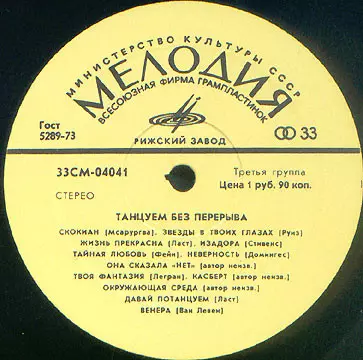 МИНИСТЕРСТВО КУЛЬТУРЫ СССР
МЕЛОДИЯ
ВСЕСОЮЗНАЯ ФИРМА ГРАМПЛАСТИНОК
Гост
5289-73
33
РИЖСКИЙ ЗАВОД
33СМ-04041
Третья группа
Цена 1 руб. 90 коп.
СТЕРЕО
ТАНЦУЕМ БЕЗ ПЕРЕРЫВА
СКОКИАН [Мсарургва]. ЗВЕЗДЫ В ТВОИХ ГЛАЗАХ [Руиз]
ЖИЗНЬ ПРЕКРАСНА [Ласт]. ИЗАДОРА [Стивенс]
ТАЙНАЯ ЛЮБОВЬ [Фейн]. НЕВЕРНОСТЬ [Домингес]
ОНА СКАЗАЛА «НЕТ» [автор неизв.]
ТВОЯ ФАНТАЗИЯ [Легран]. КАСБЕРТ [автор неизв.]
ОКРУЖАЮЩАЯ СРЕДА [автор неизв.]
ДАВАЙ ПОТАНЦУЕМ [Ласт]
ВЕНЕРА [Ван Левен]